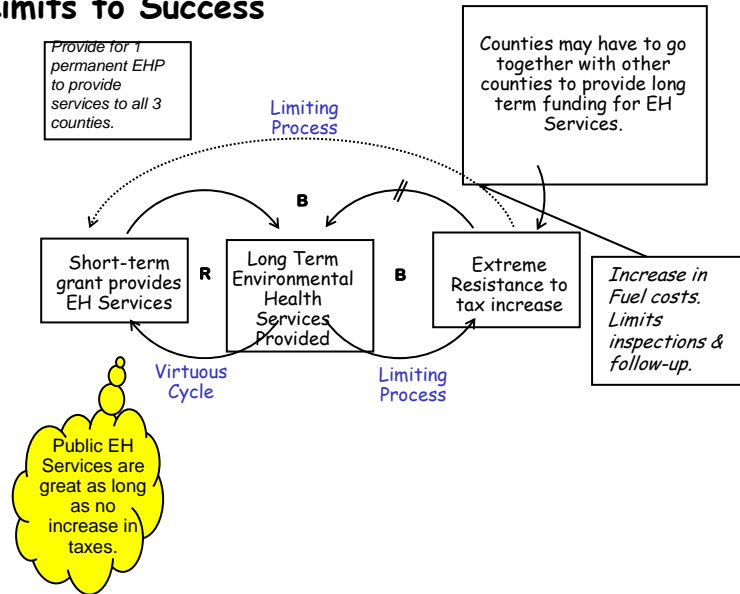 Limits to Success
Provide for 1
permanent EHP
to provide
services to all 3
counties.
Counties may have to go
together with other
counties to provide long
term funding for EH
Services.
Limiting
Process
B
Short-term
grant provides
EH Services
R
Long Term
Environmental
Health
Services
Provided
B
Extreme
Resistance to
tax increase
Increase in
Fuel costs.
Limits
inspections &
follow-up.
Virtuous
Cycle
Limiting
Process
Public EH
Services are
great as long
as no
increase in
taxes.